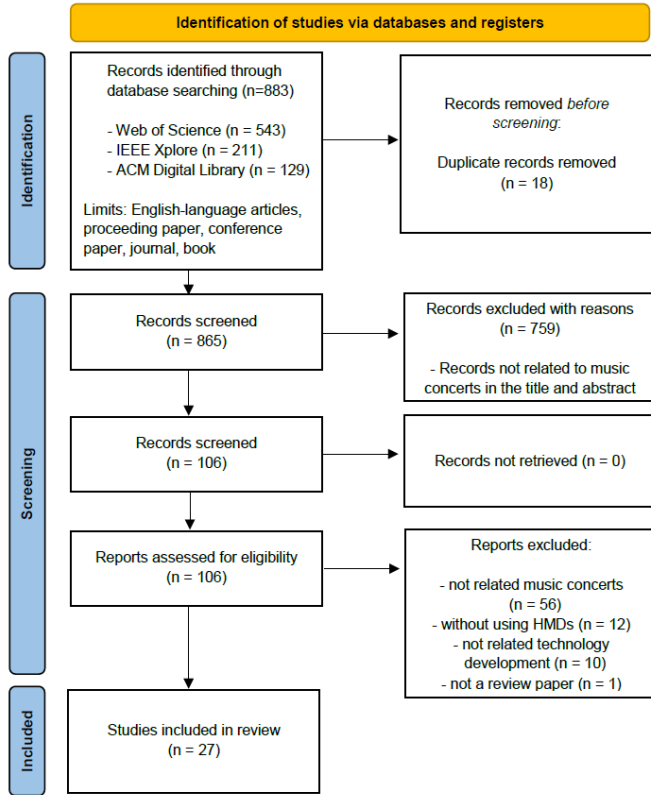 Identification of studies via databases and registers
Identification
Records identified through
database searching (n=883)
- Web of Science (n = 543)
- IEEE Xplore (n = 211)
- ACM Digital Library (n = 129)
Limits: English-language articles,
proceeding paper, conference
paper, journal, book
Records removed before
screening:
Duplicate records removed
(n = 18)
Screening
Records screened
(n = 865)
Records excluded with reasons
(n = 759)
- Records not related to music
concerts in the title and abstract
Records screened
(n = 106)
Records not retrieved (n = 0)
Reports assessed for eligibility
(n = 106)
Reports excluded:
- not related music concerts
(n = 56)
- without using HMDs (n = 12)
- not related technology
development (n = 10)
- not a review paper (n = 1)
Included
Studies included in review
(n = 27)